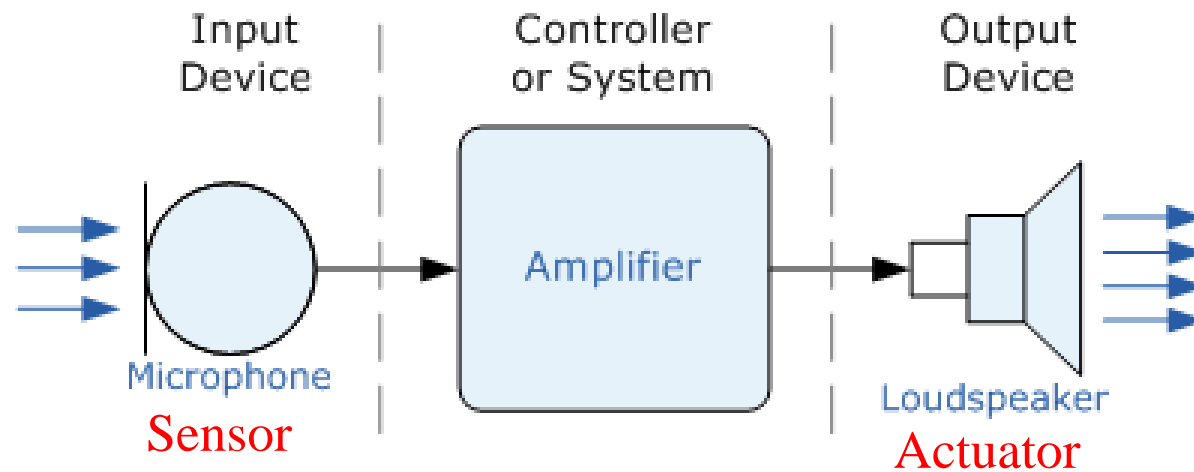 Input
Device
Controller
or System
Output
Device
Amplifier
Microphone
Sensor
Loudspeaker
Actuator